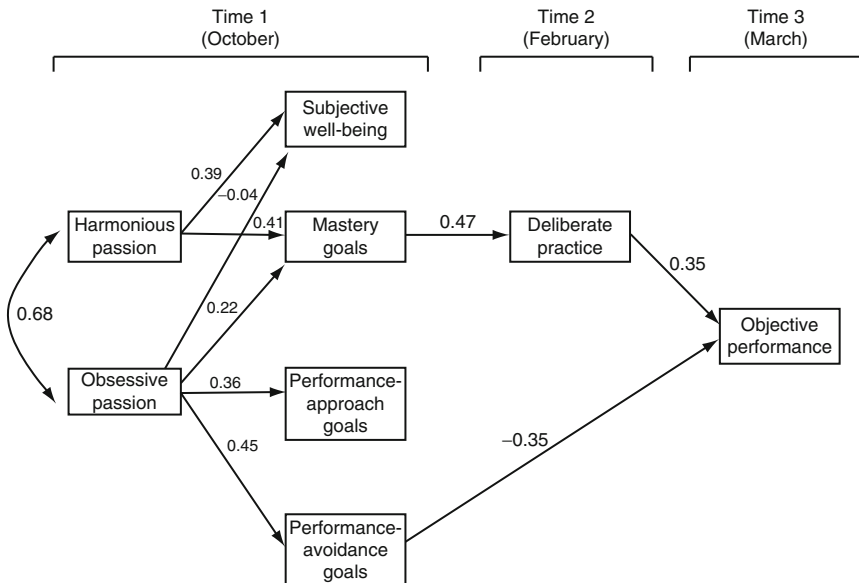 Time 1
(October)
Time 2
(February)
Time 3
(March)
Subjective
well-being
0.39
−0.04
Harmonious
passion
0.41
Mastery
goals
0.47
Deliberate
practice
0.35
0.68
0.22
Objective
performance
Obsessive
passion
0.36
Performance-
approach
goals
0.45
−0.35
Performance-
avoidance
goals